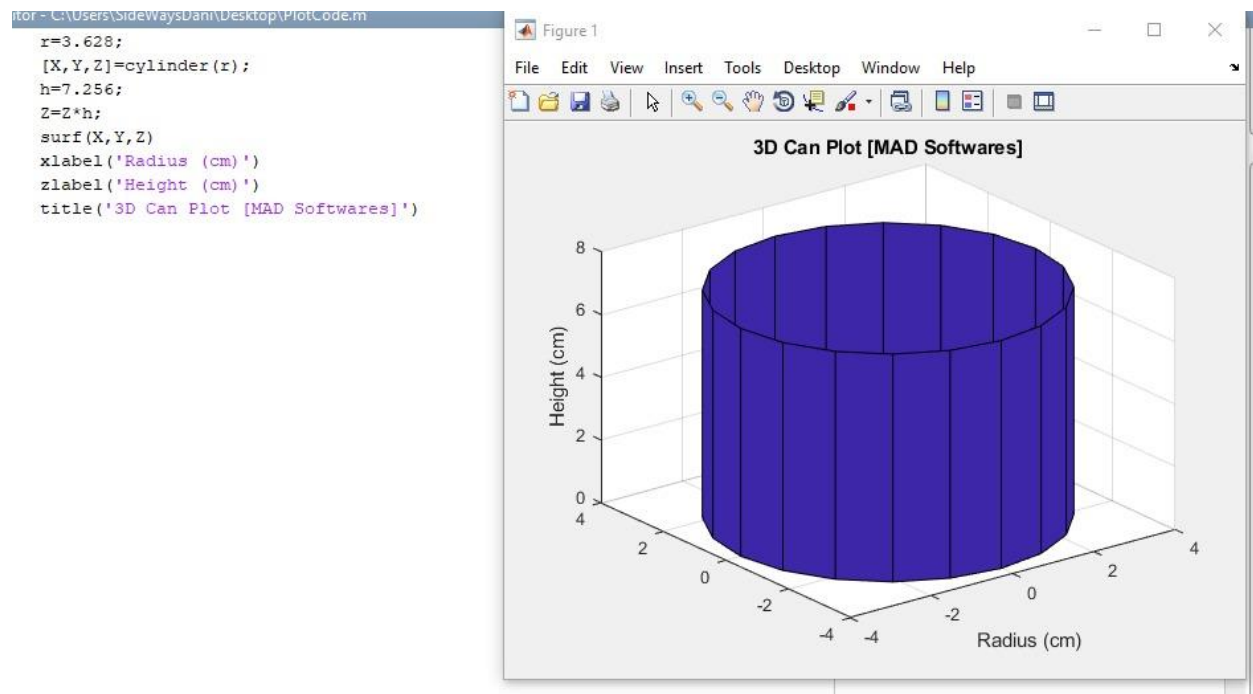 itor - C:\Users\SideWaysDani\Desktop\PlotCode.m
r=3.628;
[X,Y,Z]=cylinder(r);
h=7.256;
Z=Z*h;
surf(X,Y,Z)
xlabel('Radius (cm)')
zlabel('Height (cm)')
title('3D Can Plot [MAD Softwares]')
Figure 1
File Edit View Insert Tools Desktop Window Help
3D Can Plot [MAD Softwares]
Height (cm)
8
6
4
2
0
4
2
0
-2
-4
-4
-2
0
2
4
Radius (cm)